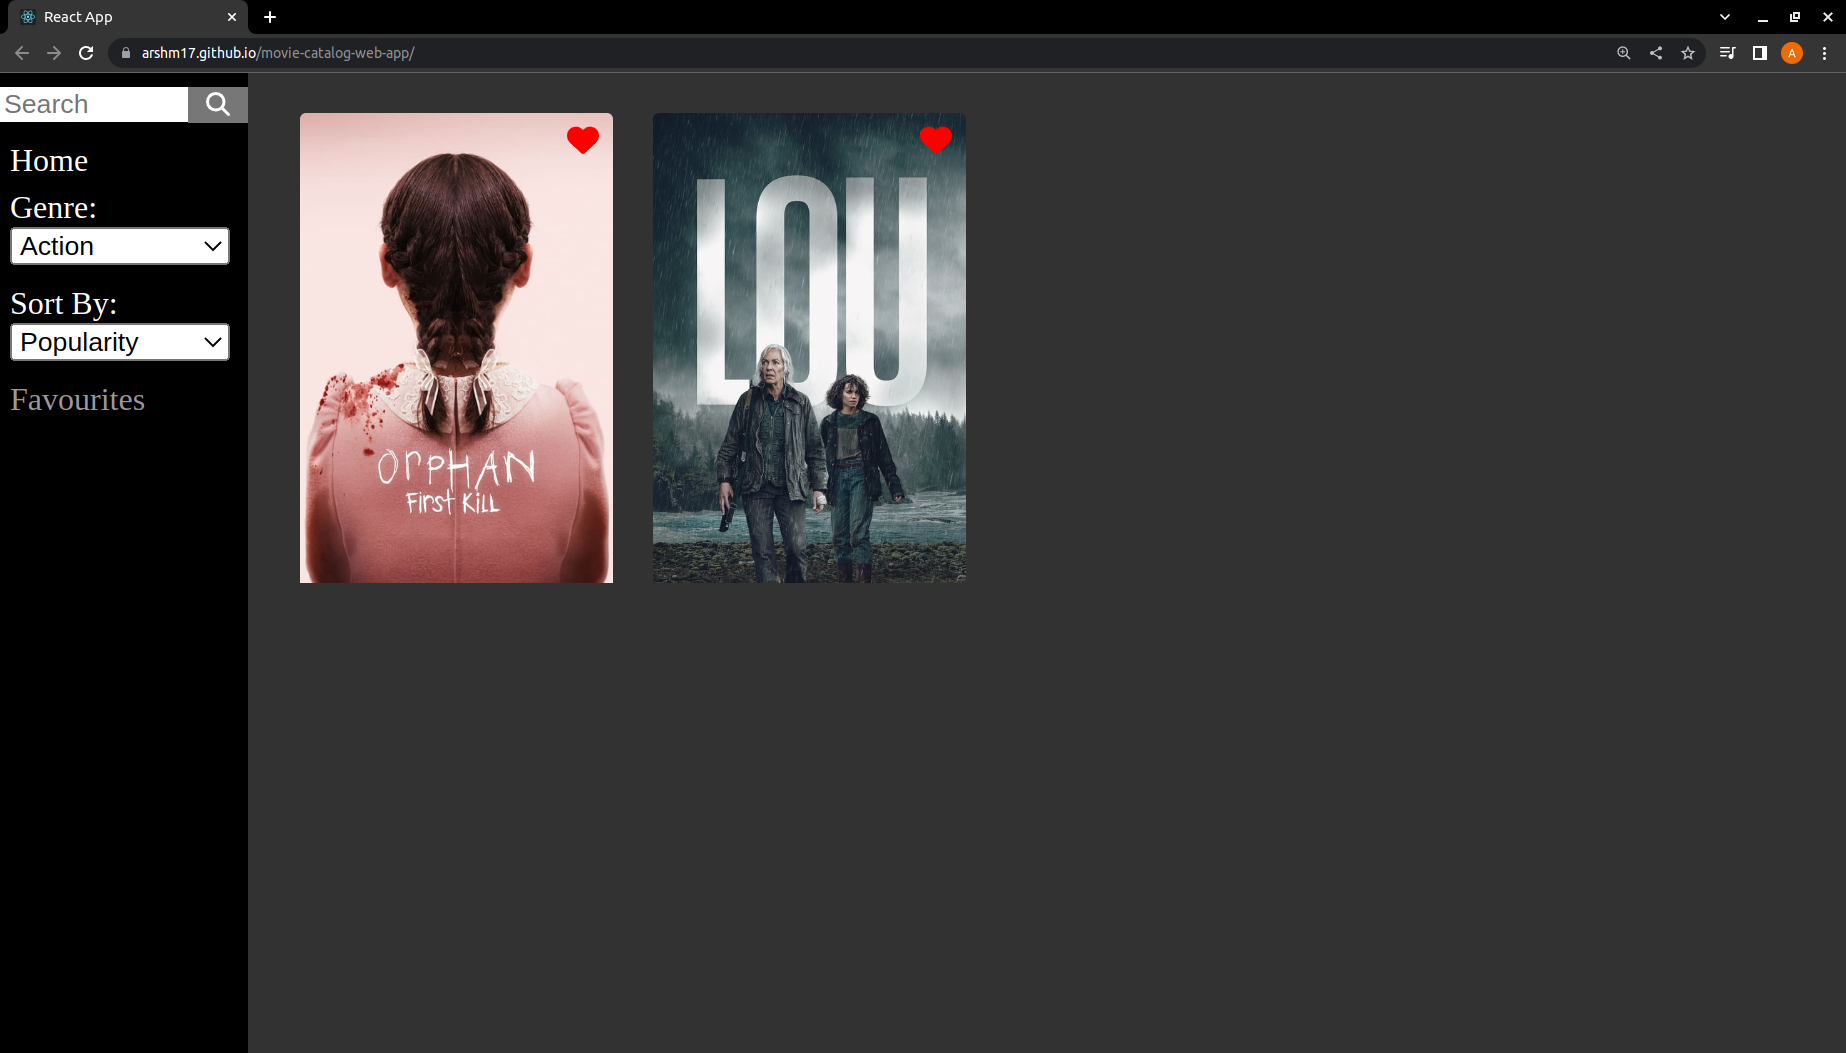 React App
arshm17.github.io/movie-catalog-web-app/
A
Search
Home
Genre:
Action
Sort By:
Popularity
Favourites
ORPHAN
First Kill
LOU